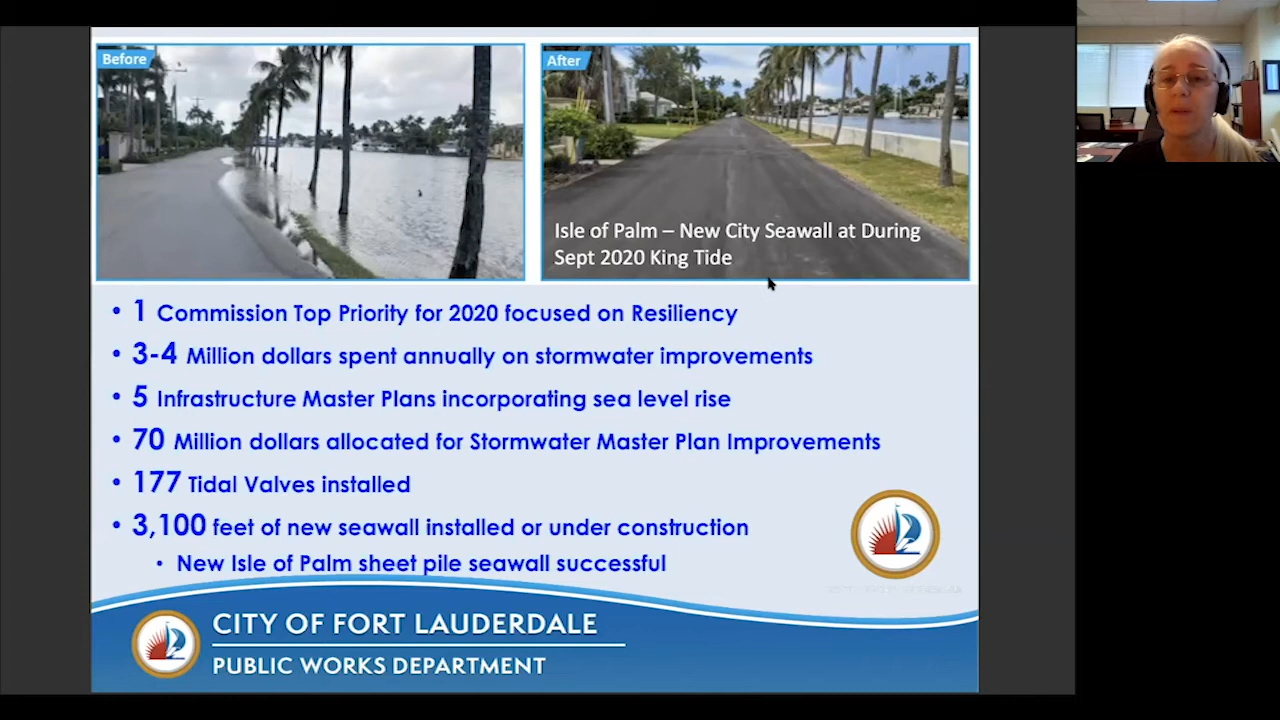 Before
After
Isle of Palm – New City Seawall at During
Sept 2020 King Tide
• 1 Commission Top Priority for 2020 focused on Resiliency
• 3-4 Million dollars spent annually on stormwater improvements
• 5 Infrastructure Master Plans incorporating sea level rise
• 70 Million dollars allocated for Stormwater Master Plan Improvements
• 177 Tidal Valves installed
• 3,100 feet of new seawall installed or under construction
• New Isle of Palm sheet pile seawall successful
CITY OF FORT LAUDERDALE
PUBLIC WORKS DEPARTMENT